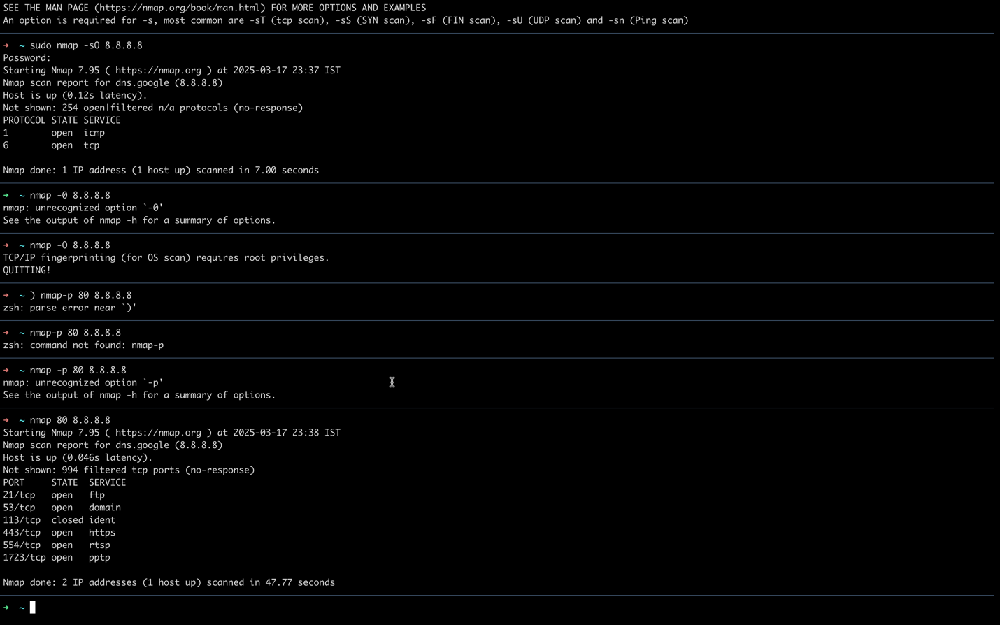 SEE THE MAN PAGE (https://nmap.org/book/man.html) FOR MORE OPTIONS AND EXAMPLES
An option is required for -s, most common are -sT (tcp scan), -sS (SYN scan), -sF (FIN scan), -sU (UDP scan) and -sn (Ping scan)
➜  ~ sudo nmap -sO 8.8.8.8
Password:
Starting Nmap 7.95 ( https://nmap.org ) at 2025-03-17 23:37 IST
Nmap scan report for dns.google (8.8.8.8)
Host is up (0.12s latency).
Not shown: 254 open|filtered n/a protocols (no-response)
PROTOCOL STATE SERVICE
1        open  icmp
6        open  tcp
Nmap done: 1 IP address (1 host up) scanned in 7.00 seconds
➜  ~ nmap -0 8.8.8.8
nmap: unrecognized option `-0'
See the output of nmap -h for a summary of options.
➜  ~ nmap -O 8.8.8.8
TCP/IP fingerprinting (for OS scan) requires root privileges.
QUITTING!
➜  ~ ) nmap-p 80 8.8.8.8
zsh: parse error near `)'
➜  ~ nmap-p 80 8.8.8.8
zsh: command not found: nmap-p
➜  ~ nmap -p 80 8.8.8.8
nmap: unrecognized option `-p'
See the output of nmap -h for a summary of options.
➜  ~ nmap 80 8.8.8.8
Starting Nmap 7.95 ( https://nmap.org ) at 2025-03-17 23:38 IST
Nmap scan report for dns.google (8.8.8.8)
Host is up (0.046s latency).
Not shown: 994 filtered tcp ports (no-response)
PORT     STATE  SERVICE
21/tcp   open   ftp
53/tcp   open   domain
113/tcp  closed ident
443/tcp  open   https
554/tcp  open   rtsp
1723/tcp open   pptp
Nmap done: 2 IP addresses (1 host up) scanned in 47.77 seconds
➜  ~